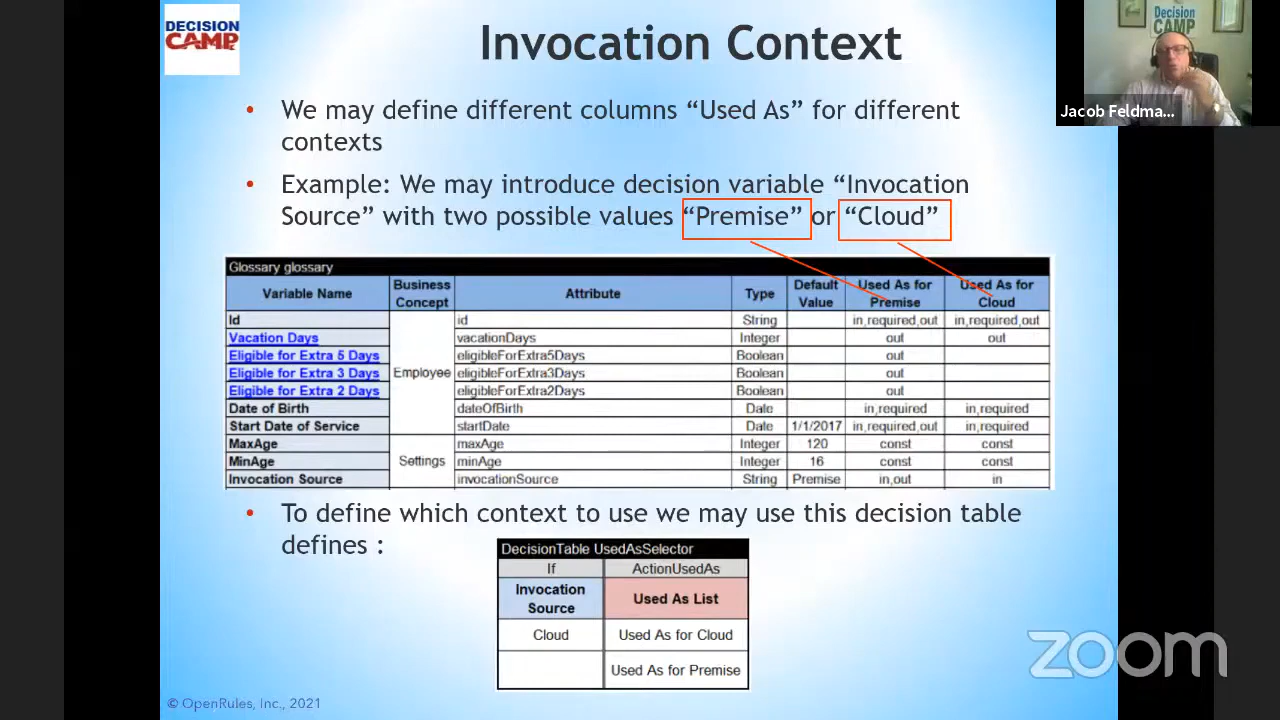 DECISION
CAMP
Invocation Context
Decision
CAMP
Jacob Feldma...
• We may define different columns “Used As” for different
contexts
• Example: We may introduce decision variable “Invocation
Source” with two possible values “Premise” or “Cloud”
Glossary glossary
Variable Name Business Concept Attribute Type Default Value Used As for Premise Used As for Cloud
Id id String in,required,out in,required,out
Vacation Days vacationDays Integer out out
Eligible for Extra 5 Days eligibleForExtra5Days Boolean out
Eligible for Extra 3 Days Employee eligibleForExtra3Days Boolean out
Eligible for Extra 2 Days eligibleForExtra2Days Boolean out
Date of Birth dateOfBirth Date in,required in,required
Start Date of Service startDate Date 1/1/2017 in,required,out in,required
MaxAge maxAge Integer 120 const const
MinAge Settings minAge Integer 16 const const
Invocation Source invocationSource String Premise in,out in
• To define which context to use we may use this decision table
defines :
DecisionTable UsedAsSelector
If ActionUsedAs
Invocation Source Used As List
Cloud Used As for Cloud
Used As for Premise
zoom
© OpenRules, Inc., 2021